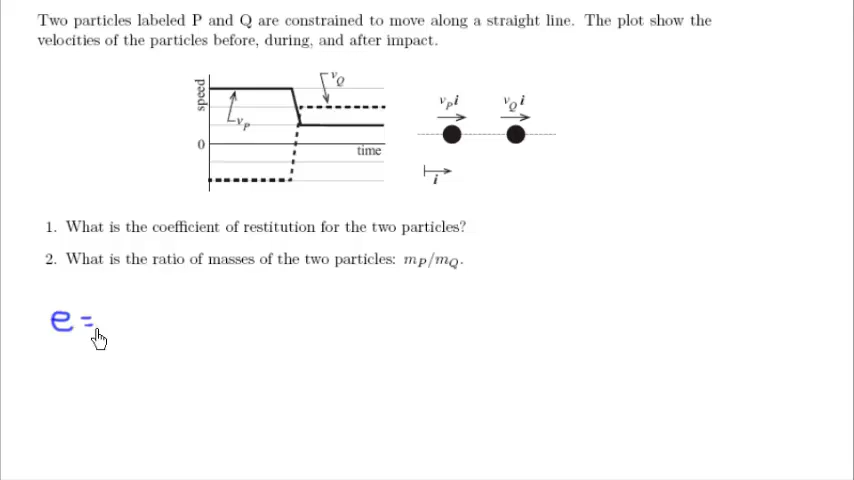 Two particles labeled P and Q are constrained to move along a straight line. The plot show the
velocities of the particles before, during, and after impact.
speed
0
time
v_P
v_Q
v_P i
v_Q i
i
1. What is the coefficient of restitution for the two particles?
2. What is the ratio of masses of the two particles: m_P/m_Q.
e =